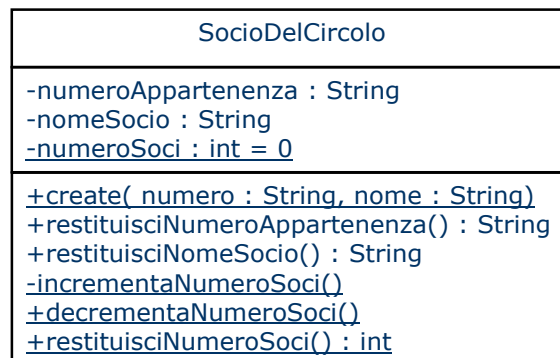 SocioDelCircolo
-numeroAppartenenza : String
-nomeSocio : String
-numeroSoci : int = 0
+create( numero : String, nome : String)
+restituisciNumeroAppartenenza() : String
+restituisciNomeSocio() : String
-incrementaNumeroSoci()
+decrementaNumeroSoci()
+restituisciNumeroSoci() : int